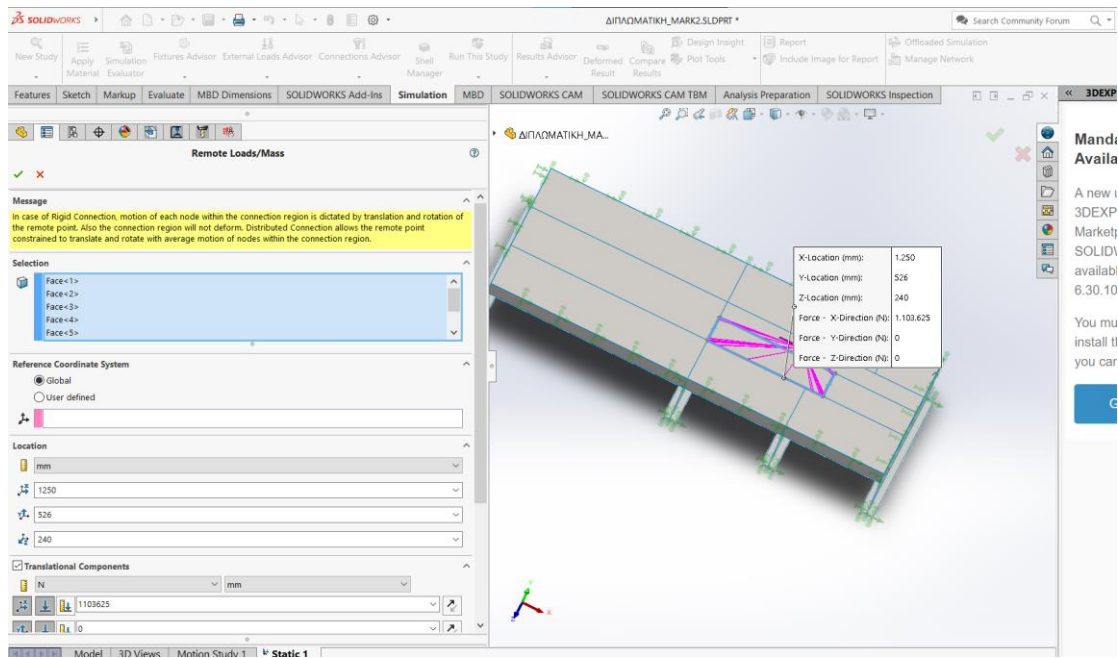 SOLIDWORKS
ΔΙΠΛΩΜΑΤΙΚΗ_MARK2.SLDPRT *
Search Community Forum
New Study
Apply Material
Simulation Evaluator
Fixtures Advisor
External Loads Advisor
Connections Advisor
Shell Manager
Run This Study
Results Advisor
Deformed Result
Compare Results
Design Insight
Plot Tools
Report
Include Image for Report
Offloaded Simulation
Manage Network
Features
Sketch
Markup
Evaluate
MBD Dimensions
SOLIDWORKS Add-Ins
Simulation
MBD
SOLIDWORKS CAM
SOLIDWORKS CAM TBM
Analysis Preparation
SOLIDWORKS Inspection
Remote Loads/Mass
Message
In case of Rigid Connection, motion of each node within the connection region is dictated by translation and rotation of
the remote point. Also the connection region will not deform. Distributed Connection allows the remote point
constrained to translate and rotate with average motion of nodes within the connection region.
Selection
Face<1>
Face<2>
Face<3>
Face<4>
Face<5>
Reference Coordinate System
Global
User defined
Location
mm
1250
526
240
Translational Components
N
mm
1103625
0
Model
3D Views
Motion Study 1
Static 1
ΔΙΠΛΩΜΑΤΙΚΗ_MA...
X-Location (mm): 1.250
Y-Location (mm): 526
Z-Location (mm): 240
Force - X-Direction (N): 1.103.625
Force - Y-Direction (N): 0
Force - Z-Direction (N): 0
Y
X
Z
« 3DEXP
Manda
Availa
A new u
3DEXP
Marketp
SOLIDW
availabl
6.30.10
You mu
install th
you can
G